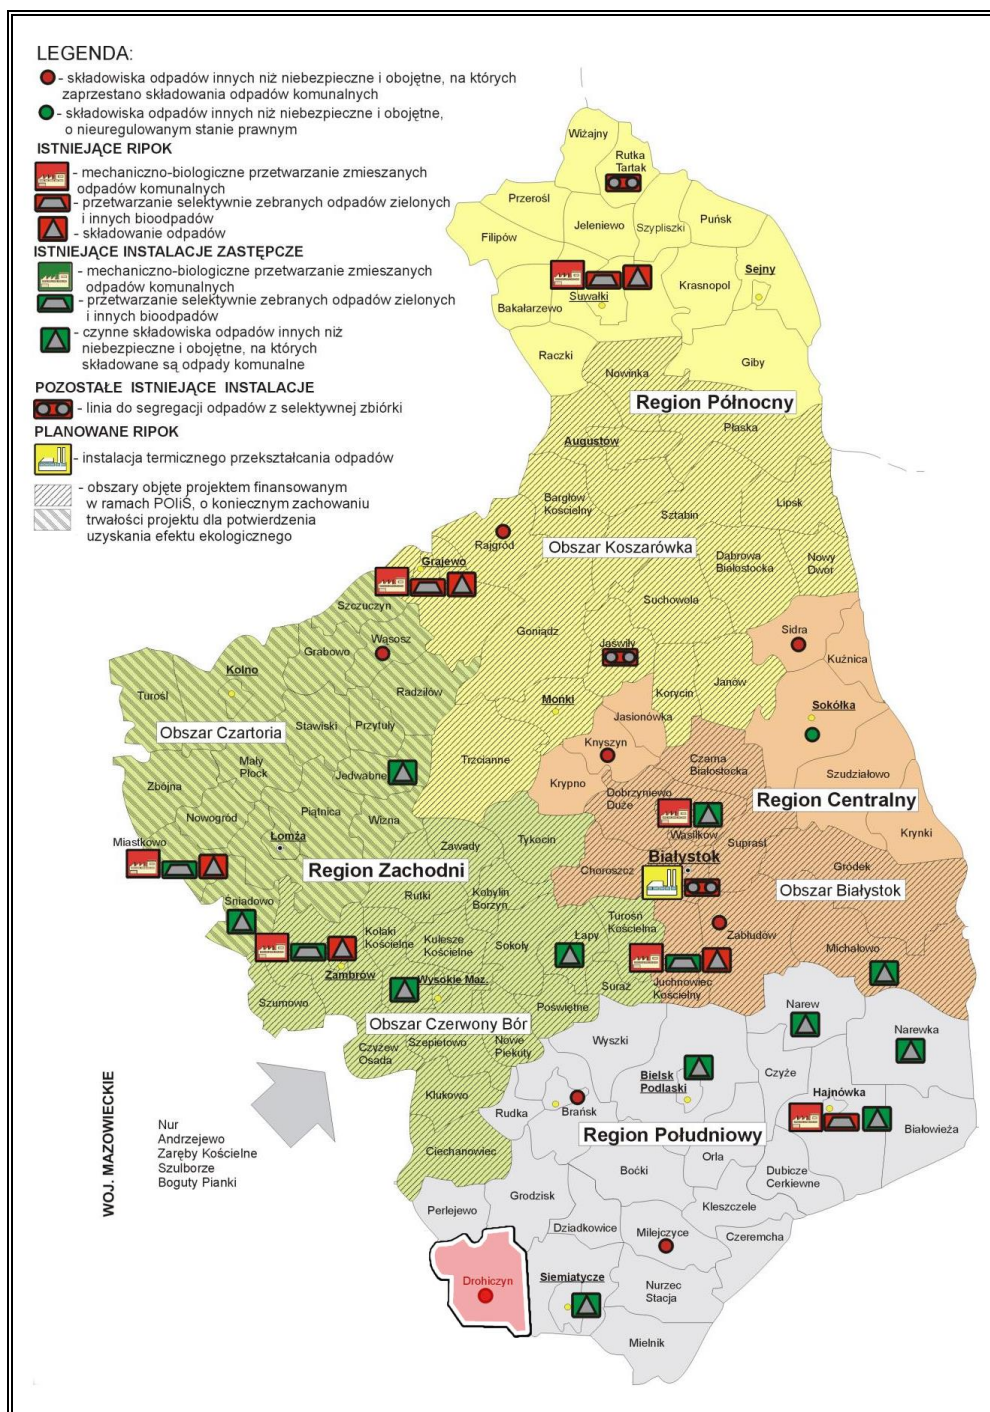 LEGENDA:
- składowiska odpadów innych niż niebezpieczne i obojętne, na których
zaprzestano składowania odpadów komunalnych
- składowiska odpadów innych niż niebezpieczne i obojętne,
o nieuregulowanym stanie prawnym
ISTNIEJĄCE RIPOK
- mechaniczno-biologiczne przetwarzanie zmieszanych
odpadów komunalnych
- przetwarzanie selektywnie zebranych odpadów zielonych
i innych bioodpadów
- składowanie odpadów
ISTNIEJĄCE INSTALACJE ZASTĘPCZE
- mechaniczno-biologiczne przetwarzanie zmieszanych
odpadów komunalnych
- przetwarzanie selektywnie zebranych odpadów zielonych
i innych bioodpadów
- czynne składowiska odpadów innych niż
niebezpieczne i obojętne, na których
składowane są odpady komunalne
POZOSTAŁE ISTNIEJĄCE INSTALACJE
- linia do segregacji odpadów z selektywnej zbiórki
PLANOWANE RIPOK
- instalacja termicznego przekształcania odpadów
- obszary objęte projektem finansowanym
w ramach POIiŚ, o koniecznym zachowaniu
trwałości projektu dla potwierdzenia
uzyskania efektu ekologicznego
Wiżajny
Rutka
Tartak
Przerośl
Jeleniewo
Szypliszki
Puńsk
Filipów
Sejny
Krasnopol
Suwałki
Bakałarzewo
Raczki
Giby
Nowinka
Region Północny
Płaska
Augustów
Bargłów
Kościelny
Lipsk
Sztabin
Rajgród
Obszar Koszarówka
Grajewo
Dąbrowa
Białostocka
Nowy
Dwór
Szczuczyn
Suchowola
Wąsosz
Goniądz
Sidra
Grabowo
Jaświły
Kuźnica
Kolno
Turośl
Radziłów
Korycin
Janów
Mońki
Sokółka
Stawiski
Przytuły
Jasionówka
Obszar Czartoria
Knyszyn
Mały
Płock
Trzcianne
Czarna
Białostocka
Zbójna
Jedwabne
Krypno
Szudziałowo
Dobrzyniewo
Duże
Region Centralny
Nowogród
Piątnica
Wizna
Krynki
Miastkowo
Łomża
Wasilków
Supraśl
Tykocin
Zawady
Białystok
Region Zachodni
Choroszcz
Gródek
Obszar Białystok
Rutki
Kobylin
Borzyn
Śniadowo
Turośń
Kościelna
Zabłudów
Kołaki
Kościelne
Kulesze
Kościelne
Sokoły
Łapy
Michałowo
Zambrów
Wysokie Maz.
Suraż
Juchnowiec
Kościelny
Szumowo
Poświętne
Narew
Obszar Czerwony Bór
Narewka
Czyżew
Osada
Szepietowo
Nowe
Piekuty
Wyszki
Bielsk
Podlaski
Czyże
Hajnówka
Klukowo
Rudka
Brańsk
Białowieża
Region Południowy
Ciechanowiec
Boćki
Orla
Dubicze
Cerkiewne
WOJ. MAZOWIECKIE
Nur
Andrzejewo
Zaręby Kościelne
Szulborze
Boguty Pianki
Perlejewo
Grodzisk
Kleszczele
Dziadkowice
Milejczyce
Czeremcha
Drohiczyn
Siemiatycze
Nurzec
Stacja
Mielnik